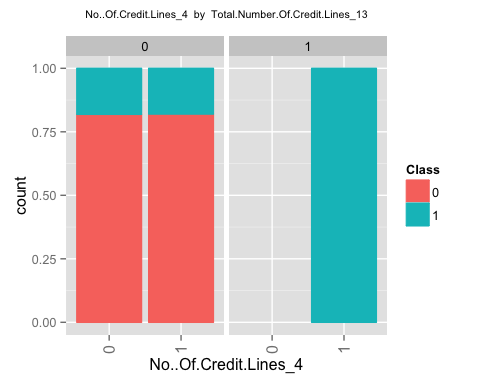 No..Of.Credit.Lines_4 by Total.Number.Of.Credit.Lines_13
0 1
1.00
0.75
0.50
0.25
0.00
count
0 1 0 1
No..Of.Credit.Lines_4
Class
0
1